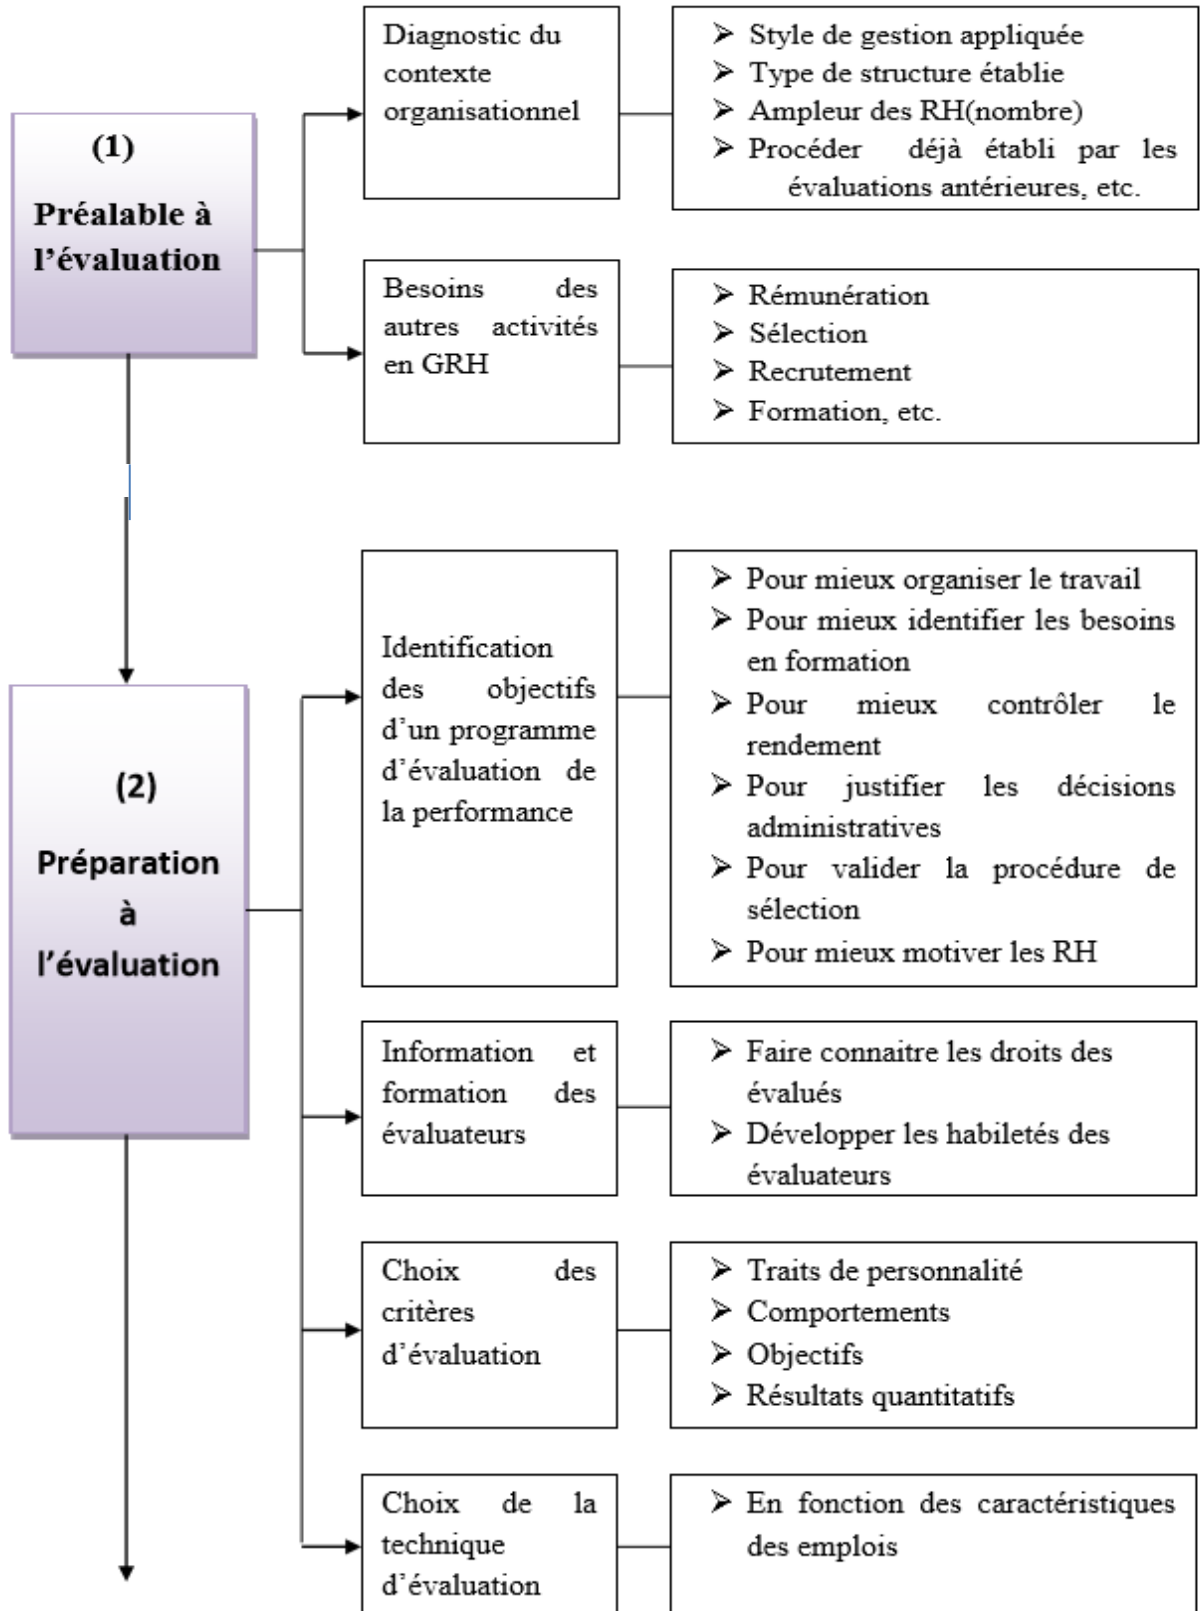 (1)
Préalable à
l’évaluation
Diagnostic du
contexte
organisationnel
➢ Style de gestion appliquée
➢ Type de structure établie
➢ Ampleur des RH(nombre)
➢ Procéder déjà établi par les
évaluations antérieures, etc.
Besoins des
autres activités
en GRH
➢ Rémunération
➢ Sélection
➢ Recrutement
➢ Formation, etc.
(2)
Préparation
à
l’évaluation
Identification
des objectifs
d’un programme
d’évaluation de
la performance
➢ Pour mieux organiser le travail
➢ Pour mieux identifier les besoins
en formation
➢ Pour mieux contrôler le
rendement
➢ Pour justifier les décisions
administratives
➢ Pour valider la procédure de
sélection
➢ Pour mieux motiver les RH
Information et
formation des
évaluateurs
➢ Faire connaitre les droits des
évalués
➢ Développer les habiletés des
évaluateurs
Choix des
critères
d’évaluation
➢ Traits de personnalité
➢ Comportements
➢ Objectifs
➢ Résultats quantitatifs
Choix de la
technique
d’évaluation
➢ En fonction des caractéristiques
des emplois